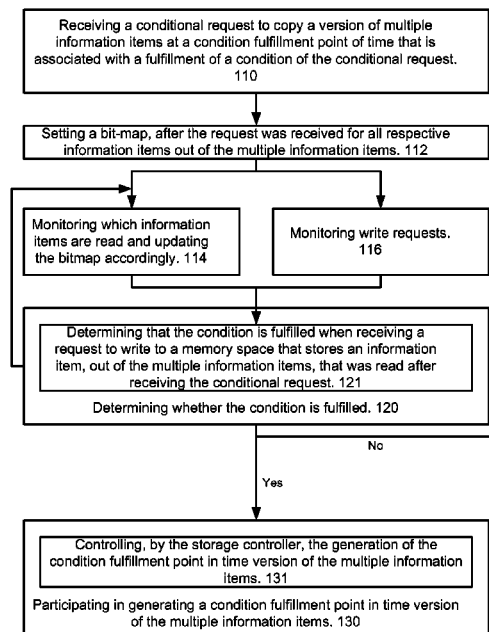 Receiving a conditional request to copy a version of multiple
information items at a condition fulfillment point of time that is
associated with a fulfillment of a condition of the conditional request.
110
Setting a bit-map, after the request was received for all respective
information items out of the multiple information items. 112
Monitoring which information
items are read and updating
the bitmap accordingly. 114
Monitoring write requests.
116
Determining that the condition is fulfilled when receiving a
request to write to a memory space that stores an information
item, out of the multiple information items, that was read after
receiving the conditional request. 121
Determining whether the condition is fulfilled. 120
No
Yes
Controlling, by the storage controller, the generation of the
condition fulfillment point in time version of the multiple information
items. 131
Participating in generating a condition fulfillment point in time version
of the multiple information items. 130